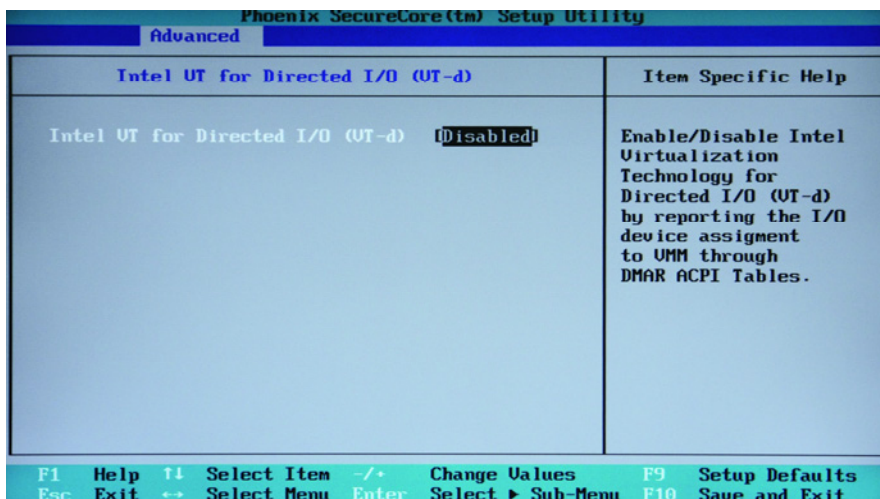 Phoenix SecureCore(tm) Setup Utility
Advanced
Intel VT for Directed I/O (VT-d)
Item Specific Help
Intel VT for Directed I/O (VT-d) [Disabled]
Enable/Disable Intel
Virtualization
Technology for
Directed I/O (VT-d)
by reporting the I/O
device assigment
to VMM through
DMAR ACPI Tables.
F1 Help ↑↓ Select Item -/+ Change Values F9 Setup Defaults
Esc Exit ↔ Select Menu Enter Select ▶ Sub-Menu F10 Save and Exit